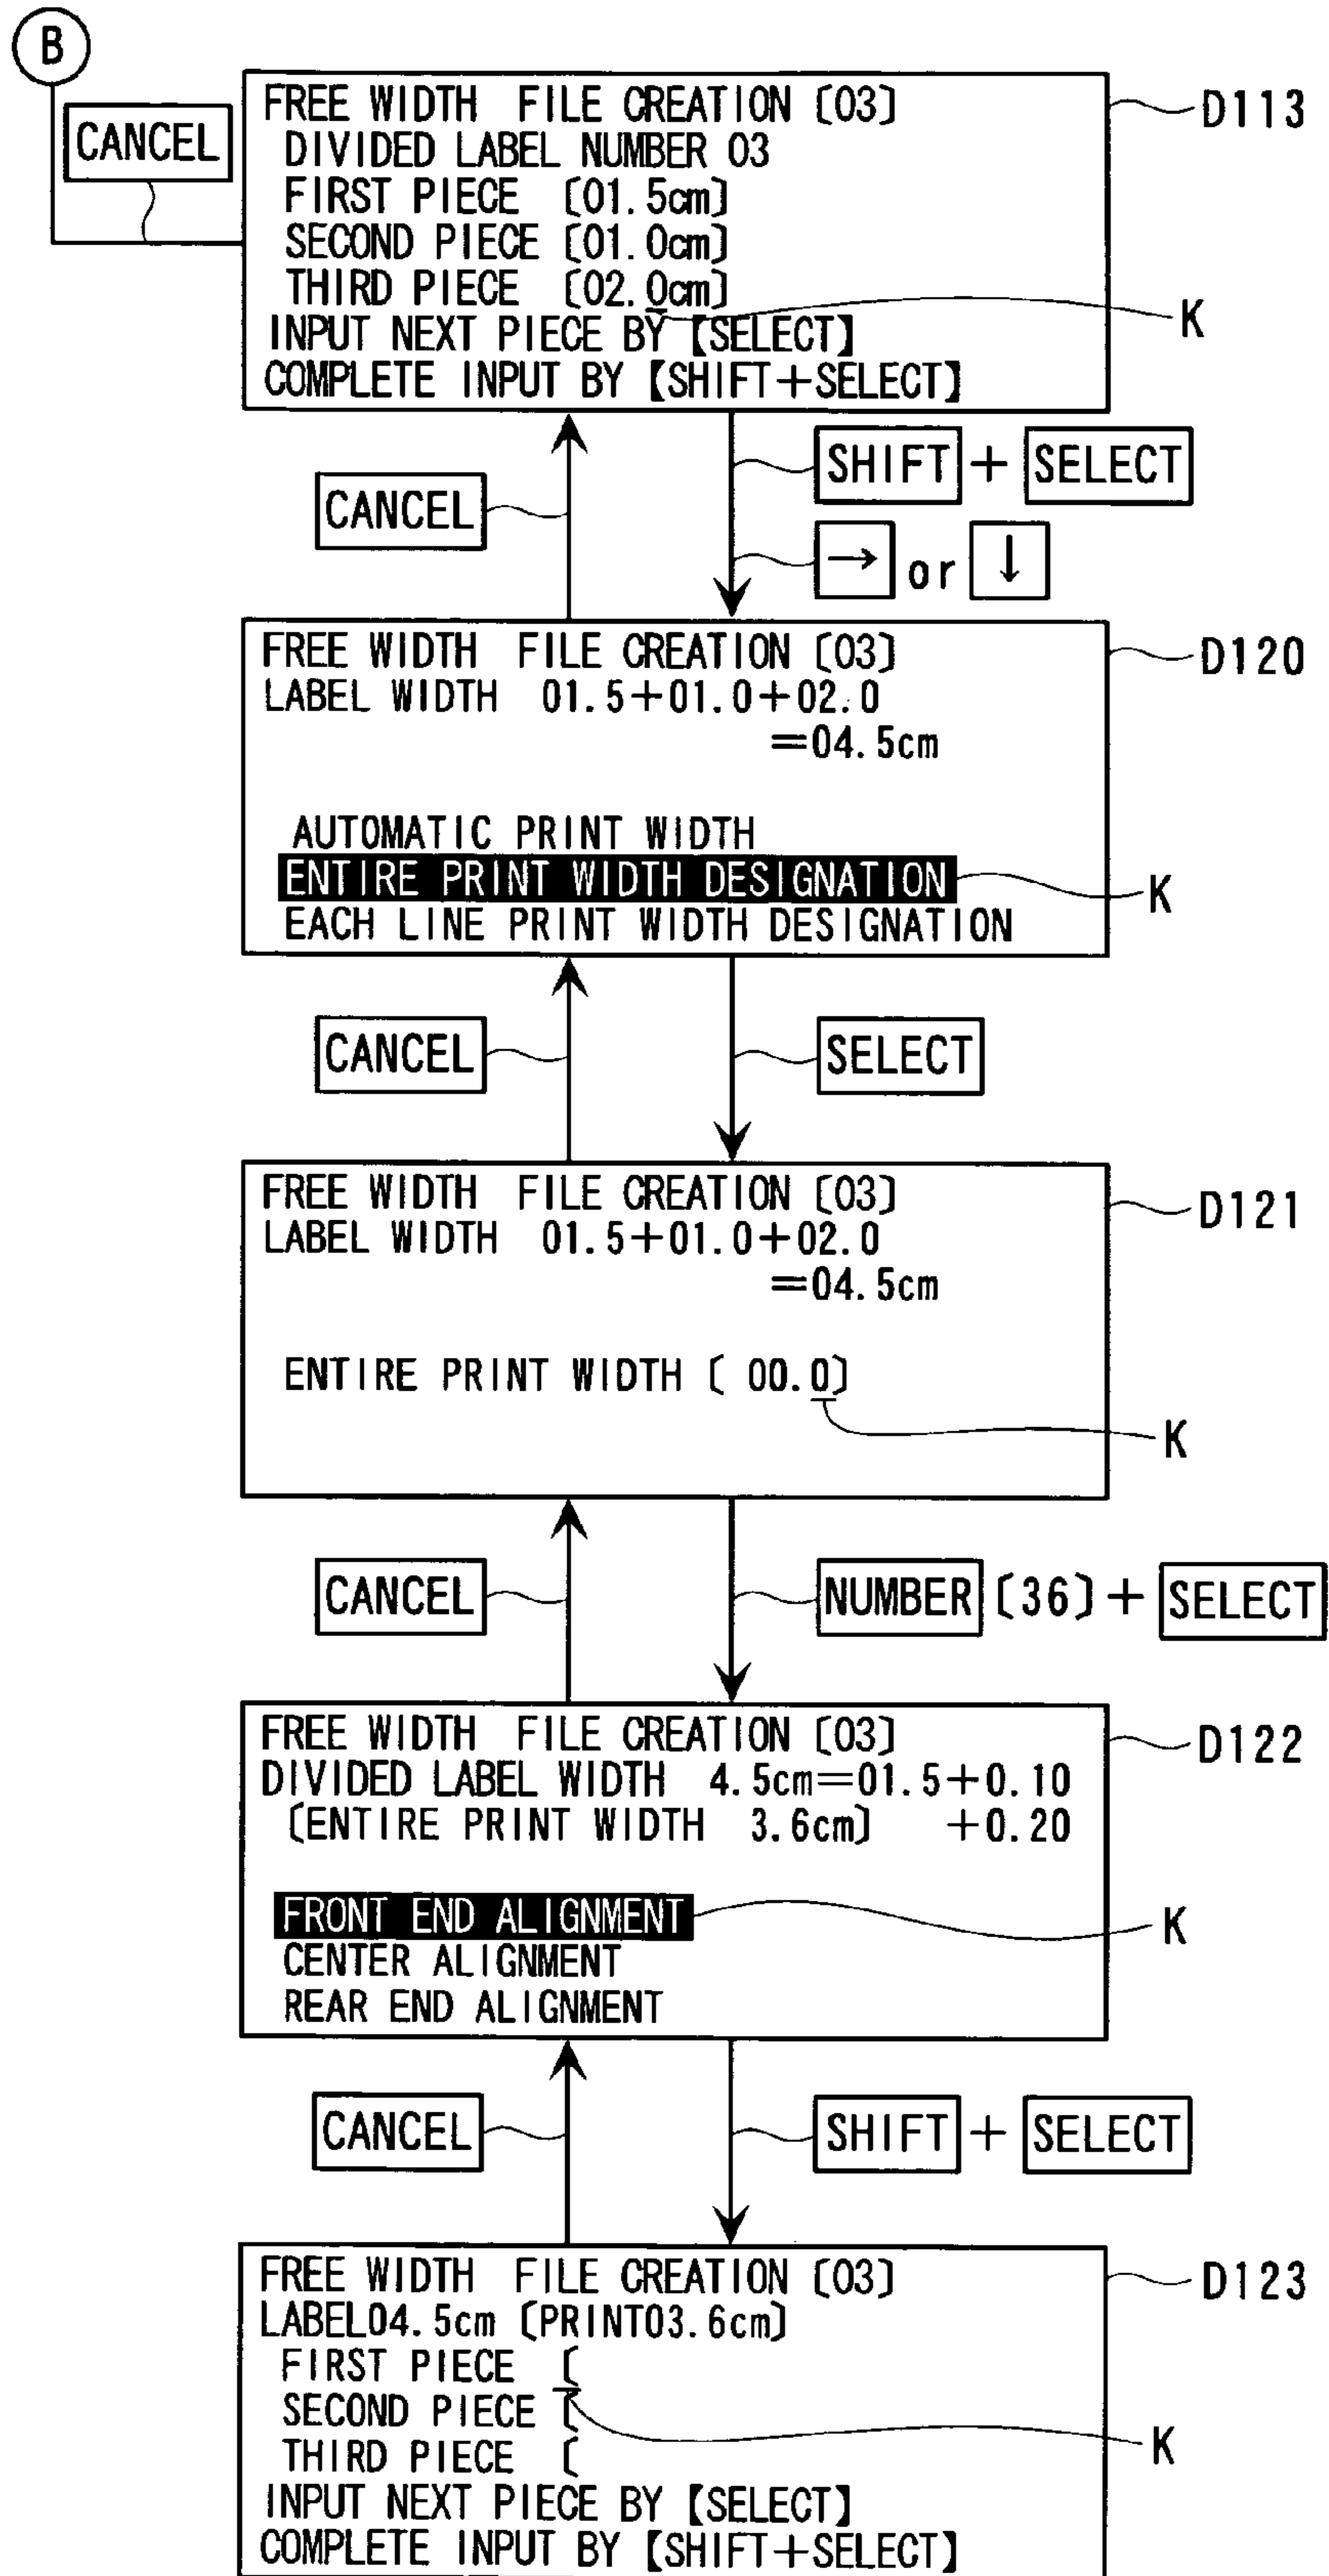 B
CANCEL
FREE WIDTH FILE CREATION [03]
D113
DIVIDED LABEL NUMBER 03
FIRST PIECE [01.5cm]
SECOND PIECE [01.0cm]
THIRD PIECE [02.0cm]
K
INPUT NEXT PIECE BY 【SELECT】
COMPLETE INPUT BY 【SHIFT+SELECT】
CANCEL
SHIFT + SELECT
→ or ↓
FREE WIDTH FILE CREATION [03]
D120
LABEL WIDTH 01.5+01.0+02.0
=04.5cm
AUTOMATIC PRINT WIDTH
ENTIRE PRINT WIDTH DESIGNATION
K
EACH LINE PRINT WIDTH DESIGNATION
CANCEL
SELECT
FREE WIDTH FILE CREATION [03]
D121
LABEL WIDTH 01.5+01.0+02.0
=04.5cm
ENTIRE PRINT WIDTH [ 00.0]
K
CANCEL
NUMBER [36] + SELECT
FREE WIDTH FILE CREATION [03]
D122
DIVIDED LABEL WIDTH 4.5cm=01.5+0.10
[ENTIRE PRINT WIDTH 3.6cm] +0.20
FRONT END ALIGNMENT
K
CENTER ALIGNMENT
REAR END ALIGNMENT
CANCEL
SHIFT + SELECT
FREE WIDTH FILE CREATION [03]
D123
LABEL04.5cm [PRINT03.6cm]
FIRST PIECE [
SECOND PIECE [
K
THIRD PIECE [
INPUT NEXT PIECE BY 【SELECT】
COMPLETE INPUT BY 【SHIFT+SELECT】